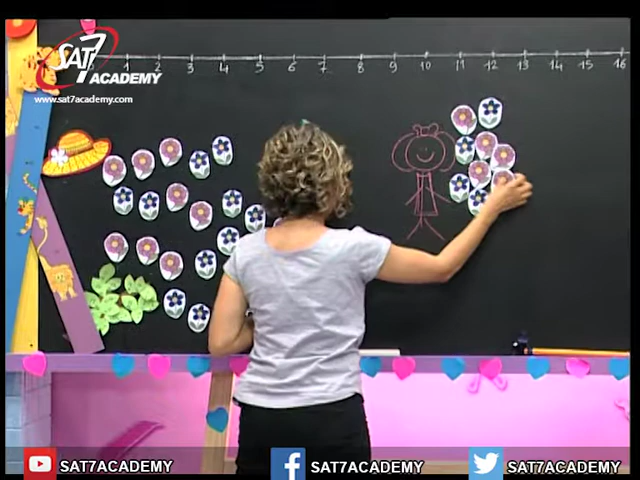 SAT7
ACADEMY
www.sat7academy.com
1 2 3 4 5 6 7 8 9 10 11 12 13 14 15 16
SAT7ACADEMY SAT7ACADEMY SAT7ACADEMY